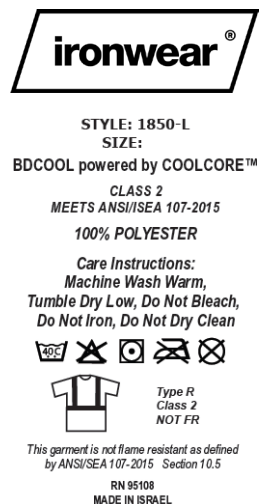 ironwear®
STYLE: 1850-L
SIZE:
BDCOOL powered by COOLCORE™
CLASS 2
MEETS ANSI/ISEA 107-2015
100% POLYESTER
Care Instructions:
Machine Wash Warm,
Tumble Dry Low, Do Not Bleach,
Do Not Iron, Do Not Dry Clean
40C
Type R
Class 2
NOT FR
This garment is not flame resistant as defined
by ANSI/SEA 107-2015 Section 10.5
RN 95108
MADE IN ISRAEL